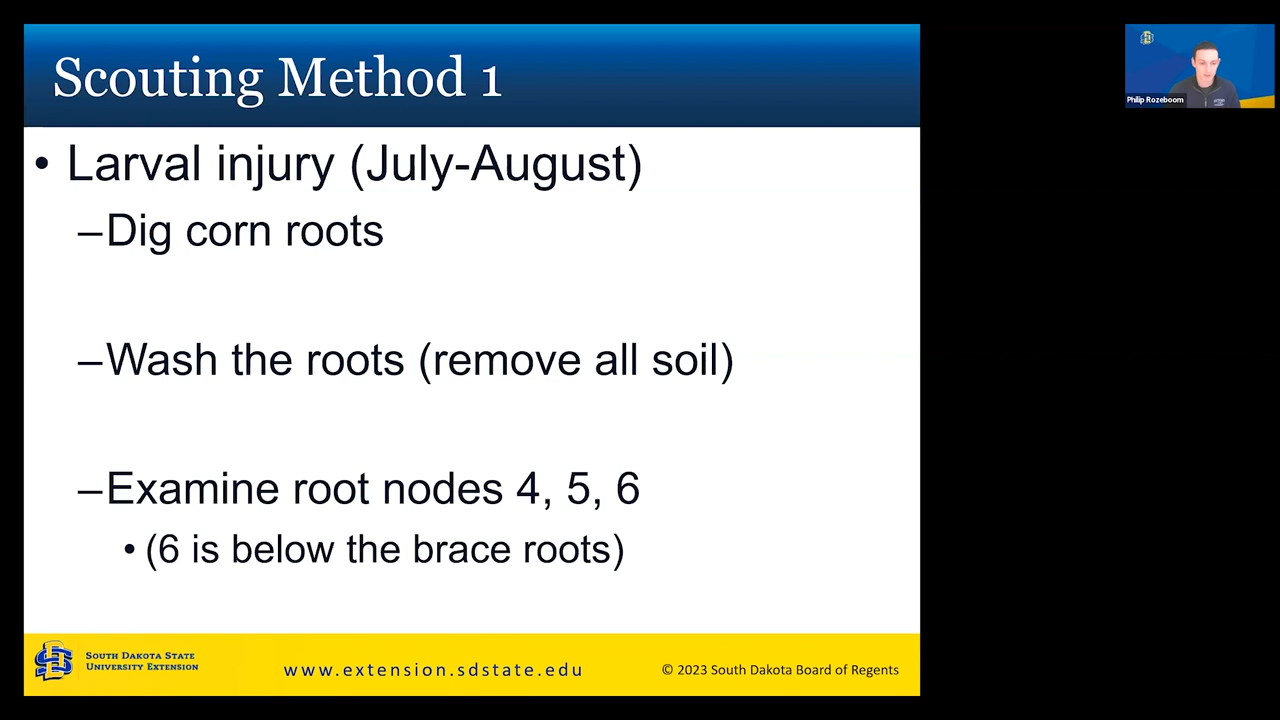 Scouting Method 1
• Larval injury (July-August)
–Dig corn roots
–Wash the roots (remove all soil)
–Examine root nodes 4, 5, 6
• (6 is below the brace roots)
SOUTH DAKOTA STATE
UNIVERSITY EXTENSION
www.extension.sdstate.edu
© 2023 South Dakota Board of Regents
Philip Rozeboom